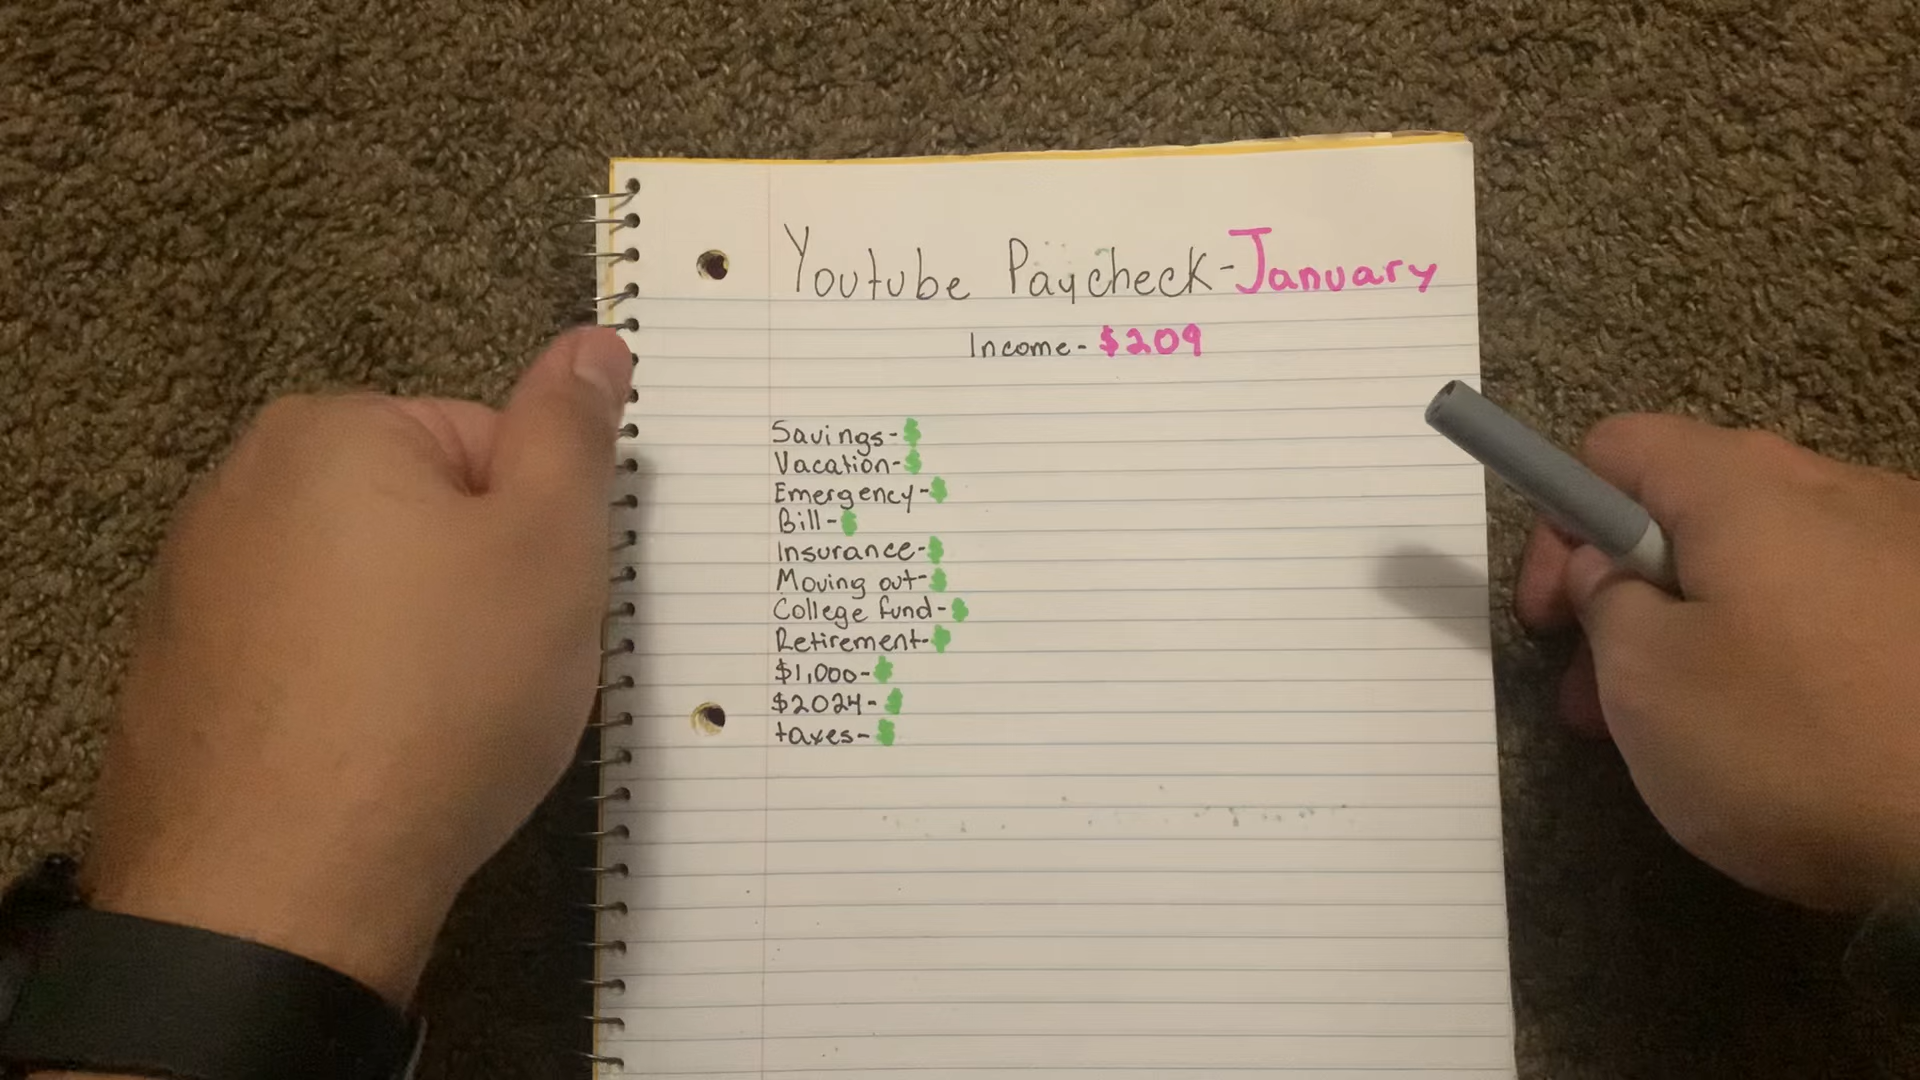 Youtube Paycheck-January
Income-$209
Savings-$
Vacation-$
Emergency-$
Bill-$
Insurance-$
Moving out-$
College fund-$
Retirement-$
$1,000-$
$2024-$
taxes-$